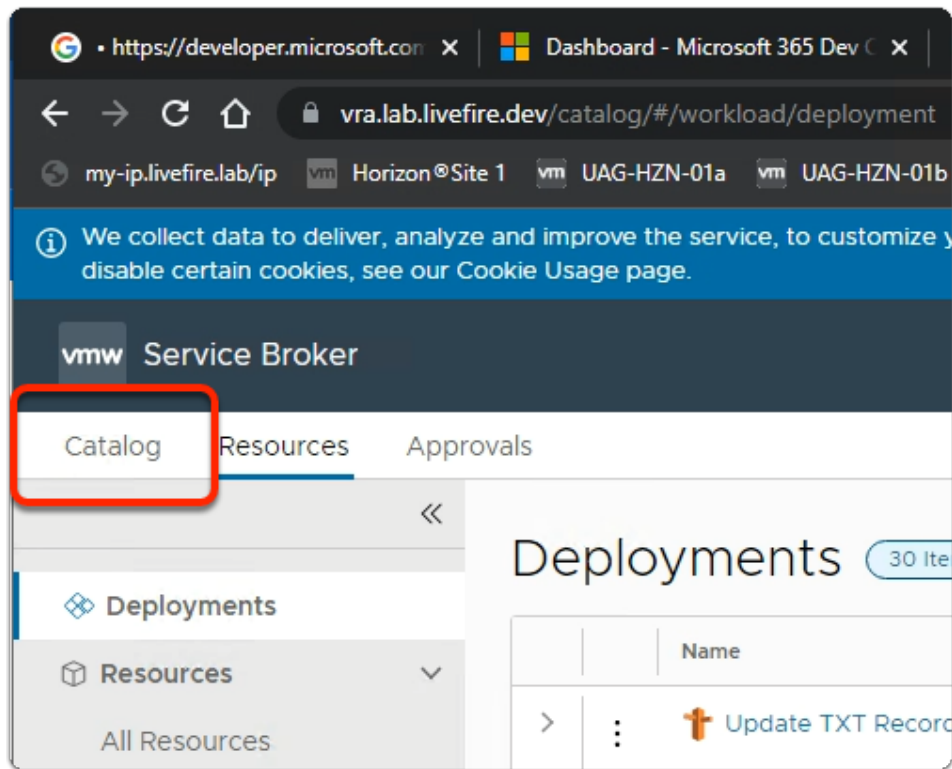 • https://developer.microsoft.com
Dashboard - Microsoft 365 Dev
vra.lab.livefire.dev/catalog/#/workload/deployment
my-ip.livefire.lab/ip vm Horizon®Site 1 vm UAG-HZN-01a vm UAG-HZN-01b
We collect data to deliver, analyze and improve the service, to customize
disable certain cookies, see our Cookie Usage page.
vmw Service Broker
Catalog Resources Approvals
Deployments 30 Ite
Deployments
Name
Resources
Update TXT Record
All Resources